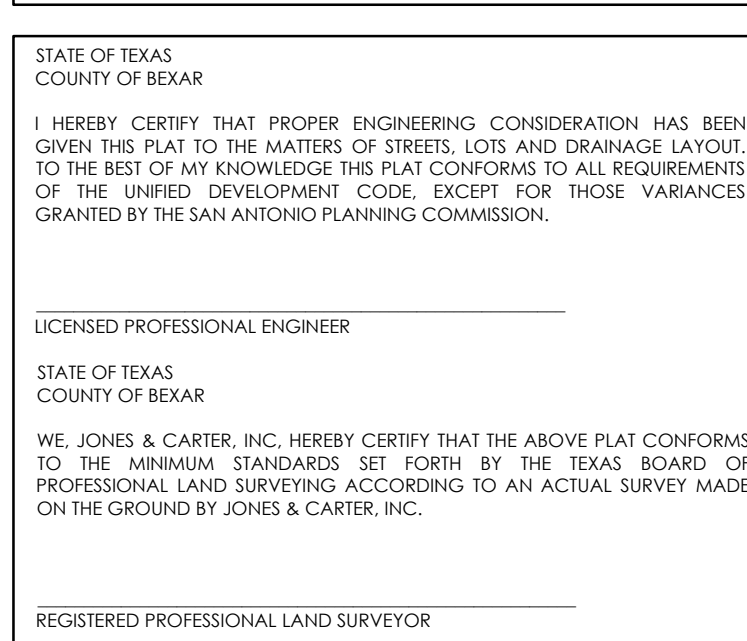 STATE OF TEXAS
COUNTY OF BEXAR
I HEREBY CERTIFY THAT PROPER ENGINEERING CONSIDERATION HAS BEEN
GIVEN THIS PLAT TO THE MATTERS OF STREETS, LOTS AND DRAINAGE LAYOUT.
TO THE BEST OF MY KNOWLEDGE THIS PLAT CONFORMS TO ALL REQUIREMENTS
OF THE UNIFIED DEVELOPMENT CODE, EXCEPT FOR THOSE VARIANCES
GRANTED BY THE SAN ANTONIO PLANNING COMMISSION.
LICENSED PROFESSIONAL ENGINEER
STATE OF TEXAS
COUNTY OF BEXAR
WE, JONES & CARTER, INC, HEREBY CERTIFY THAT THE ABOVE PLAT CONFORMS
TO THE MINIMUM STANDARDS SET FORTH BY THE TEXAS BOARD OF
PROFESSIONAL LAND SURVEYING ACCORDING TO AN ACTUAL SURVEY MADE
ON THE GROUND BY JONES & CARTER, INC.
REGISTERED PROFESSIONAL LAND SURVEYOR